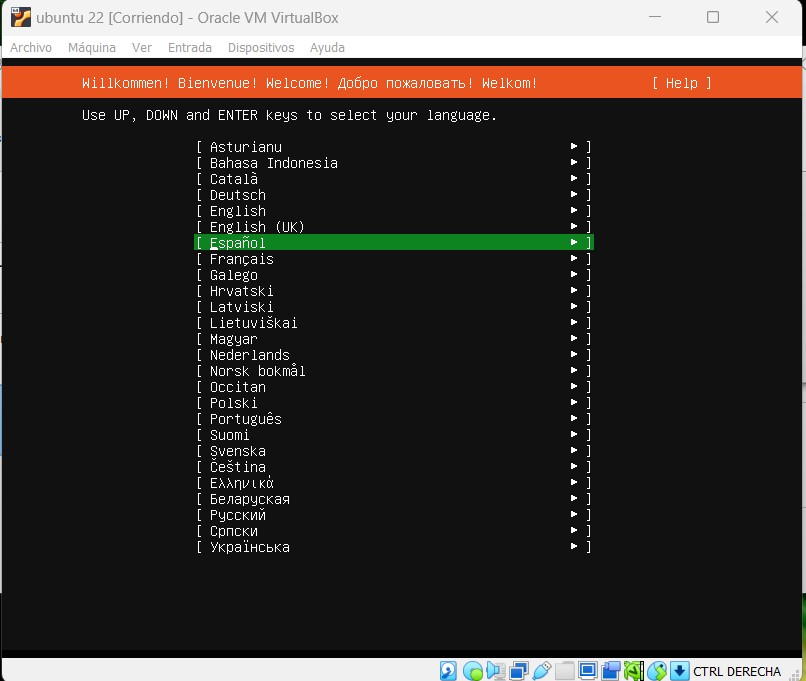 ubuntu 22 [Corriendo] - Oracle VM VirtualBox
Archivo Máquina Ver Entrada Dispositivos Ayuda
Willkommen! Bienvenue! Welcome! Добро пожаловать! Welkom! [ Help ]
Use UP, DOWN and ENTER keys to select your language.
[ Asturianu ▸ ]
[ Bahasa Indonesia ▸ ]
[ Català ▸ ]
[ Deutsch ▸ ]
[ English ▸ ]
[ English (UK) ▸ ]
[ Español ▸ ]
[ Français ▸ ]
[ Galego ▸ ]
[ Hrvatski ▸ ]
[ Latviski ▸ ]
[ Lietuviškai ▸ ]
[ Magyar ▸ ]
[ Nederlands ▸ ]
[ Norsk bokmål ▸ ]
[ Occitan ▸ ]
[ Polski ▸ ]
[ Português ▸ ]
[ Suomi ▸ ]
[ Svenska ▸ ]
[ Čeština ▸ ]
[ Ελληνικά ▸ ]
[ Беларуская ▸ ]
[ Русский ▸ ]
[ Српски ▸ ]
[ Українська ▸ ]
CTRL DERECHA